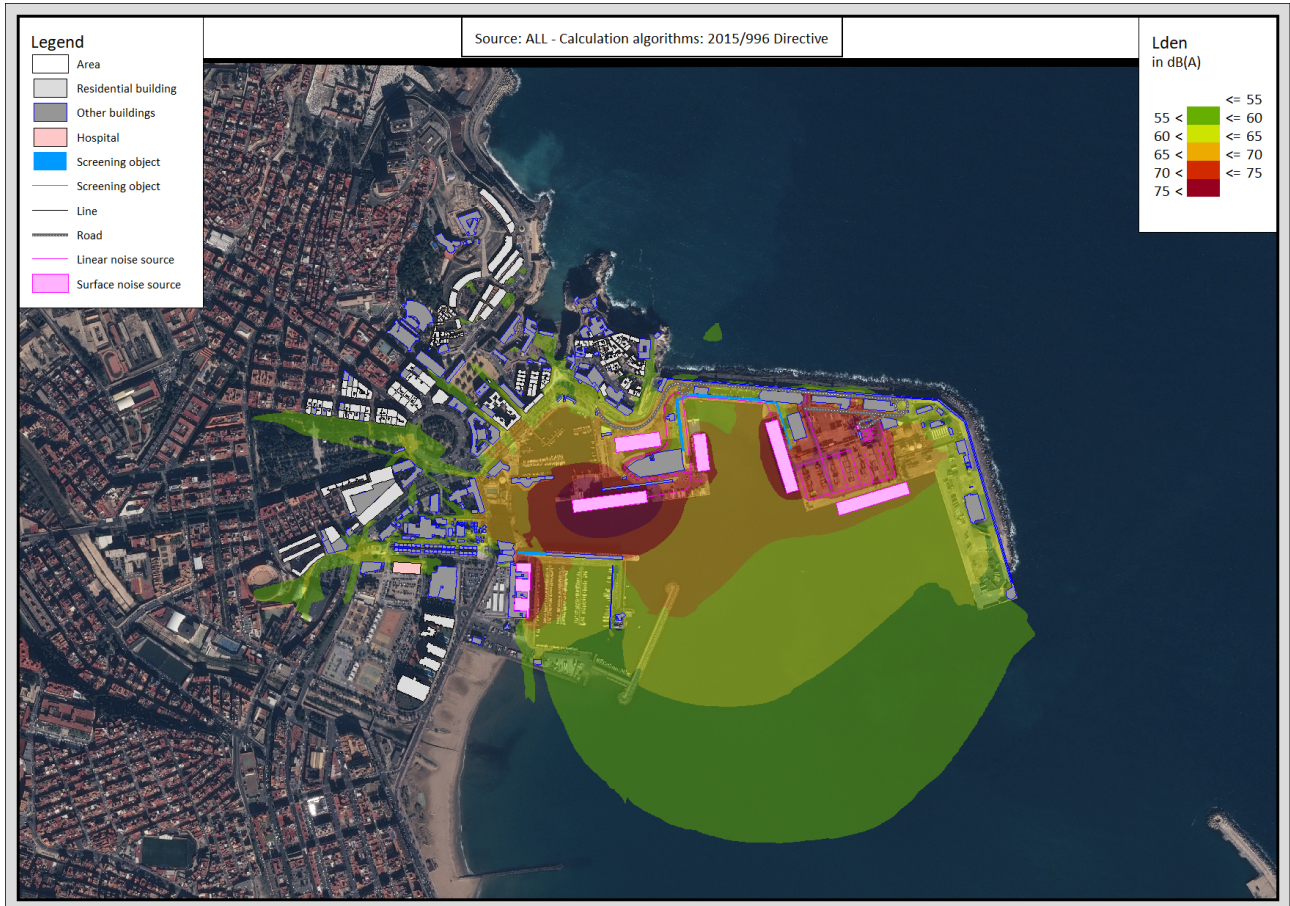 Legend
Area
Residential building
Other buildings
Hospital
Screening object
Screening object
Line
Road
Linear noise source
Surface noise source
Source: ALL - Calculation algorithms: 2015/996 Directive
Lden
in dB(A)
<= 55
55 < <= 60
60 < <= 65
65 < <= 70
70 < <= 75
75 <